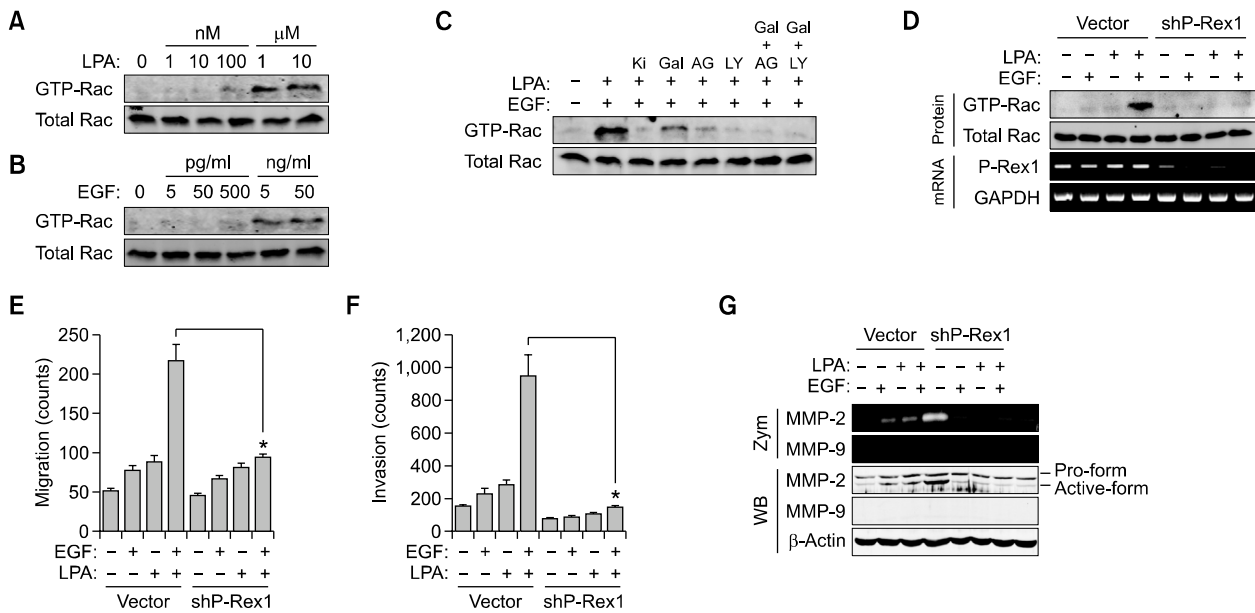 A
nM μM
LPA: 0 1 10 100 1 10
GTP-Rac
Total Rac
B
pg/ml ng/ml
EGF: 0 5 50 500 5 50
GTP-Rac
Total Rac
C
Gal Gal
+ +
Ki Gal AG LY AG LY
LPA: – + + + + + + +
EGF: – + + + + + + +
GTP-Rac
Total Rac
D
Vector shP-Rex1
LPA: – – + + – – + +
EGF: – + – + – + – +
Protein
GTP-Rac
Total Rac
mRNA
P-Rex1
GAPDH
E
Migration (counts)
250
200
150
100
50
0
*
EGF: – + – + – + – +
LPA: – – + + – – + +
Vector shP-Rex1
F
Invasion (counts)
1,200
1,000
800
600
400
200
0
*
EGF: – + – + – + – +
LPA: – – + + – – + +
Vector shP-Rex1
G
Vector shP-Rex1
LPA: – – + + – – + +
EGF: – + – + – + – +
Zym
MMP-2
MMP-9
WB
MMP-2
Pro-form
Active-form
MMP-9
β-Actin